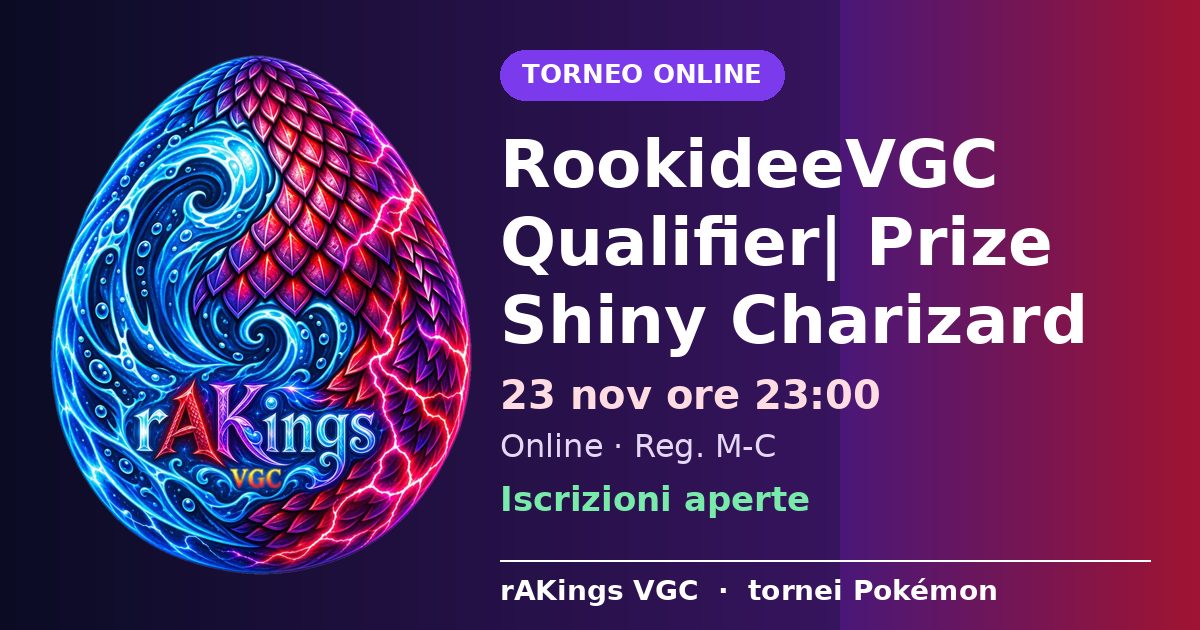 TORNEO ONLINE
RookideeVGC
Qualifier| Prize
Shiny Charizard
23 nov ore 23:00
Online · Reg. M-C
Iscrizioni aperte
rAKings
VGC
rAKings VGC · tornei Pokémon